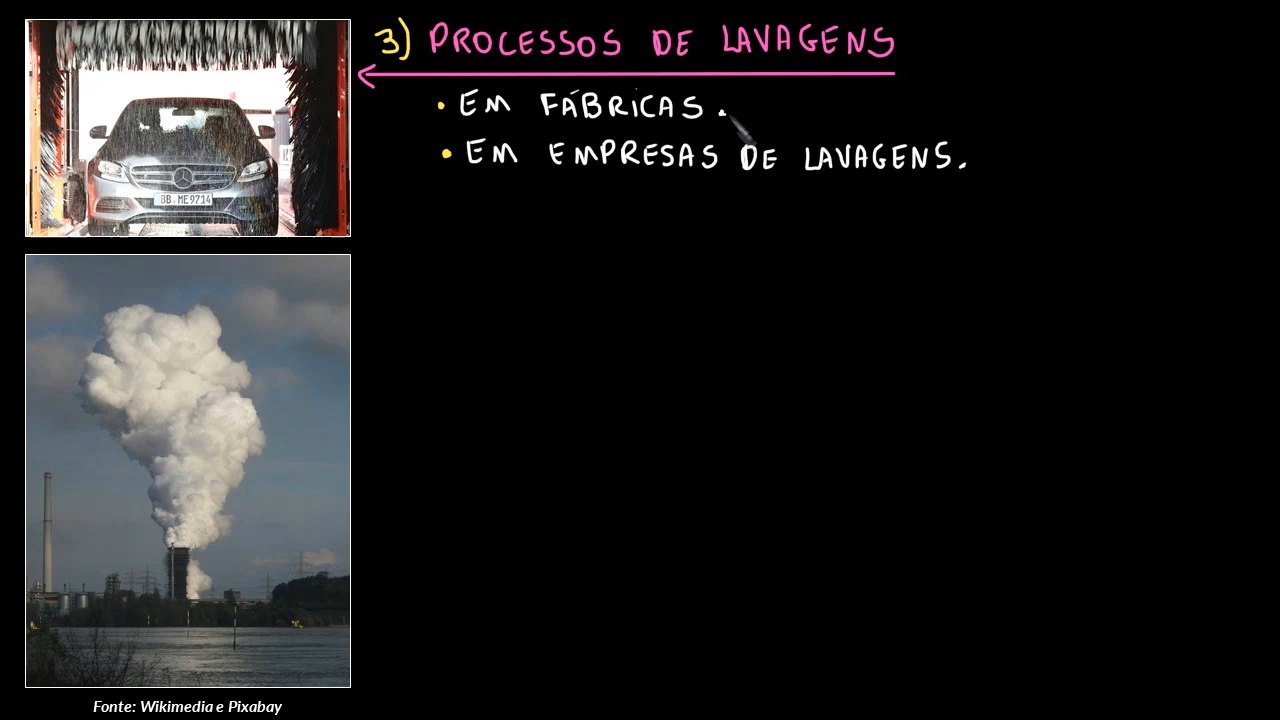 3) PROCESSOS DE LAVAGENS
• EM FÁBRICAS.
• EM EMPRESAS DE LAVAGENS.
BB ME 9714
Fonte: Wikimedia e Pixabay